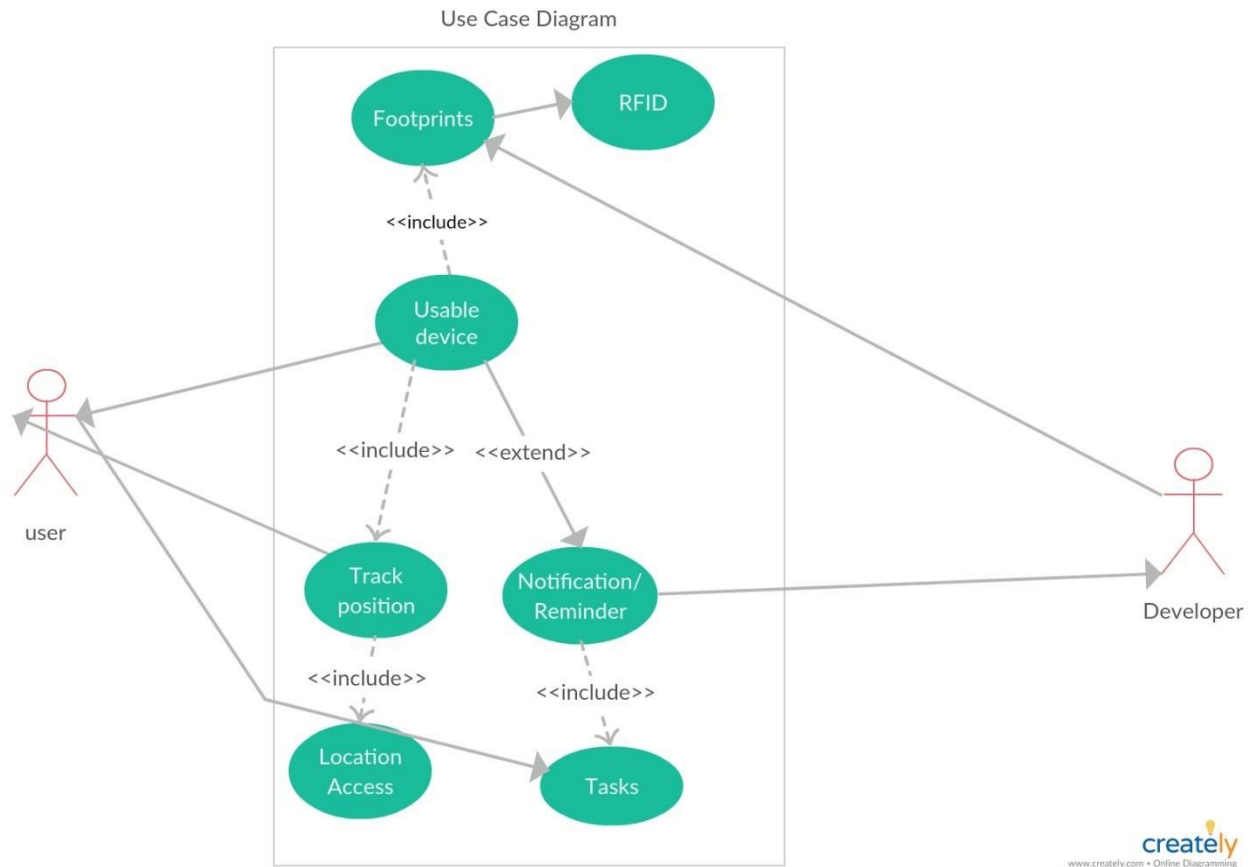 Use Case Diagram
Footprints
RFID
<<include>>
Usable
device
<<include>>
<<extend>>
user
Track
position
Notification/
Reminder
Developer
<<include>>
<<include>>
Location
Access
Tasks
creately
www.creately.com • Online Diagramming